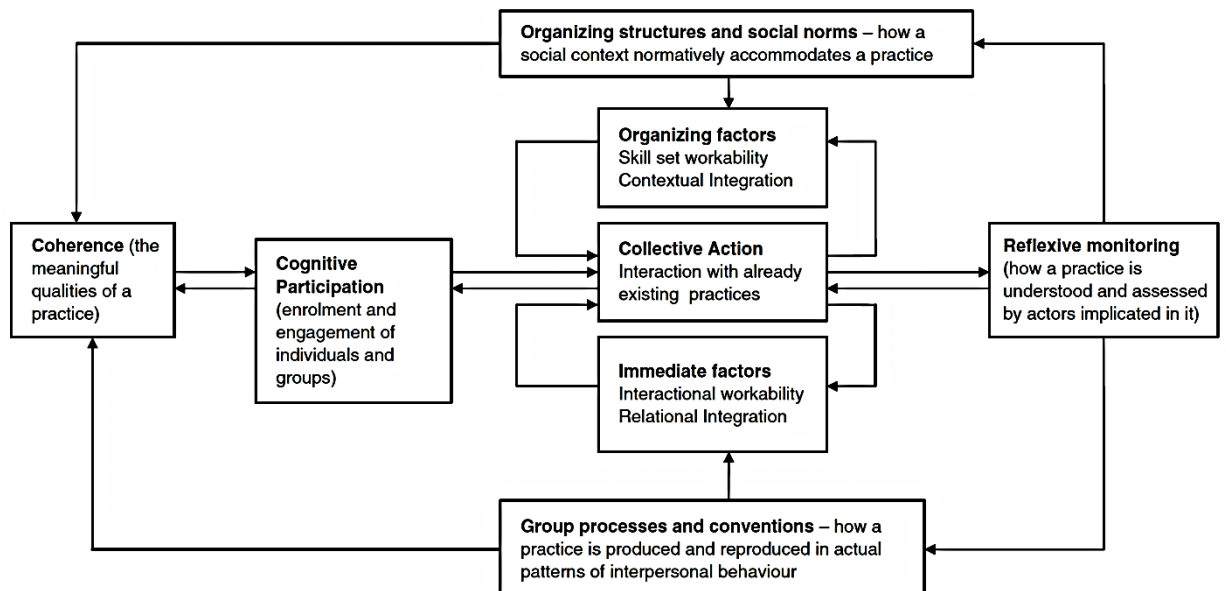 Organizing structures and social norms – how a
social context normatively accommodates a practice
Organizing factors
Skill set workability
Contextual Integration
Coherence (the
meaningful
qualities of a
practice)
Cognitive
Participation
(enrolment and
engagement of
individuals and
groups)
Collective Action
Interaction with already
existing practices
Reflexive monitoring
(how a practice is
understood and assessed
by actors implicated in it)
Immediate factors
Interactional workability
Relational Integration
Group processes and conventions – how a
practice is produced and reproduced in actual
patterns of interpersonal behaviour